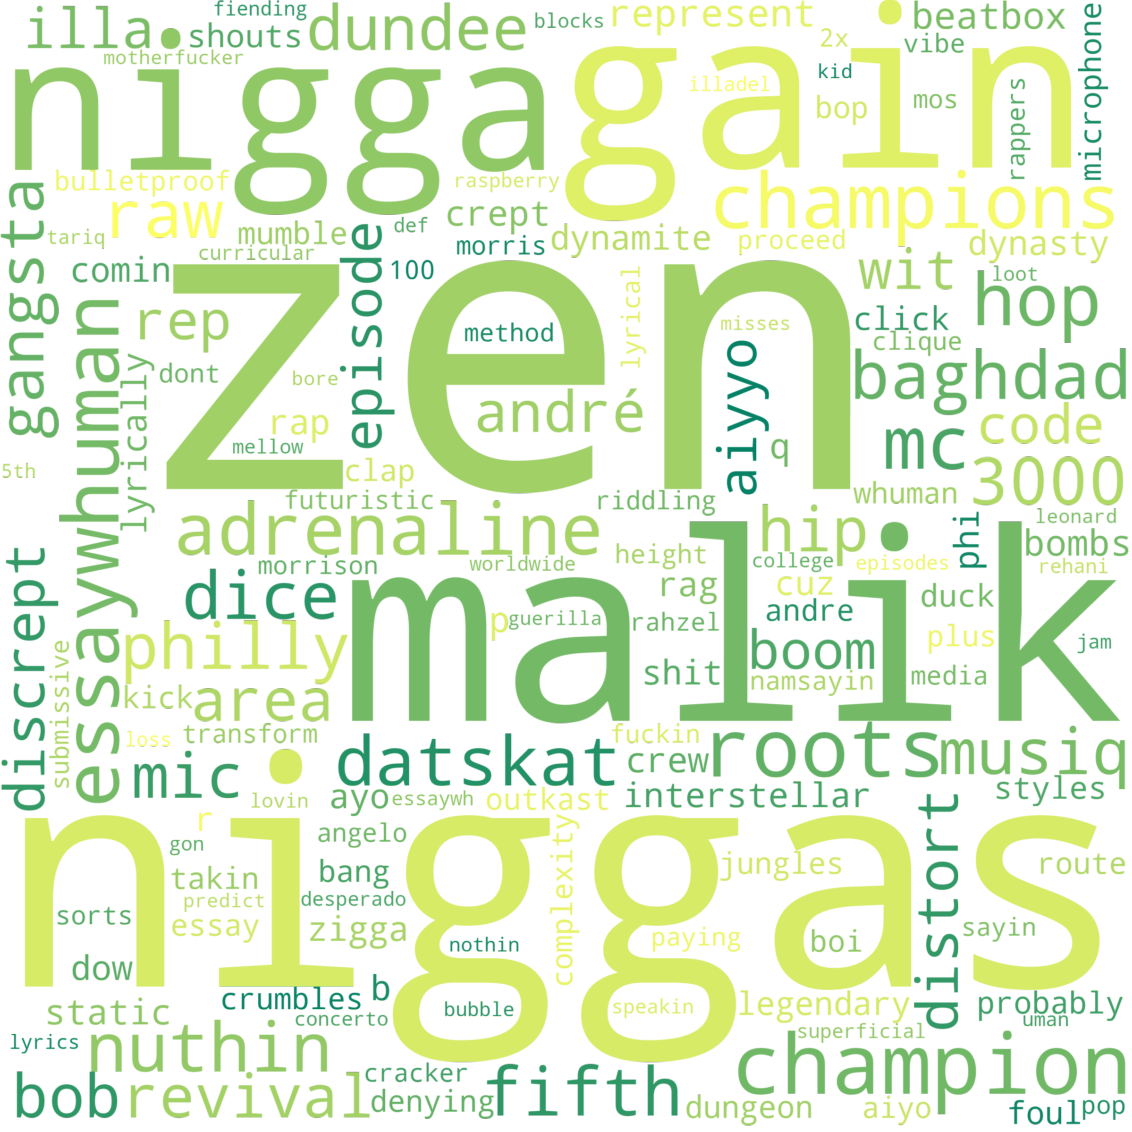 fiending
blocks
represent
beatbox
illa
shouts
dundee
2x
vibe
microphone
motherfucker
nigga
gain
illadel
kid
bop
mos
rappers
gangsta
bulletproof
raspberry
champions
raw
crept
def
tariq
mumble
morris
dynamite
proceed
dynasty
curricular
comin
episode
100
wit
loot
hop
zen
lyrical
essaywhuman
rep
method
misses
click
clique
aiyyo
baghdad
lyrically
dont
bore
andré
rap
code
mellow
q
mc
5th
clap
3000
futuristic
riddling
whuman
adrenaline
hip
phi
leonard
bombs
discrept
morrison
worldwide
height
college
episodes
rehani
dice
malik
rag
cuz
duck
andre
philly
p
guerilla
rahzel
plus
jam
submissive
boom
kick
area
shit
namsayin
media
loss
transform
fuckin
roots
musiq
datskat
crew
mic
lovin
ayo
essaywh
outkast
interstellar
styles
distort
niggas
r
angelo
complexity
gon
bang
jungles
route
takin
predict
desperado
sorts
essay
zigga
nothin
paying
boi
sayin
dow
crumbles
b
static
concerto
bubble
speakin
legendary
probably
lyrics
nuthin
superficial
uman
champion
cracker
bob
revival
denying
fifth
dungeon
aiyo
foul
pop